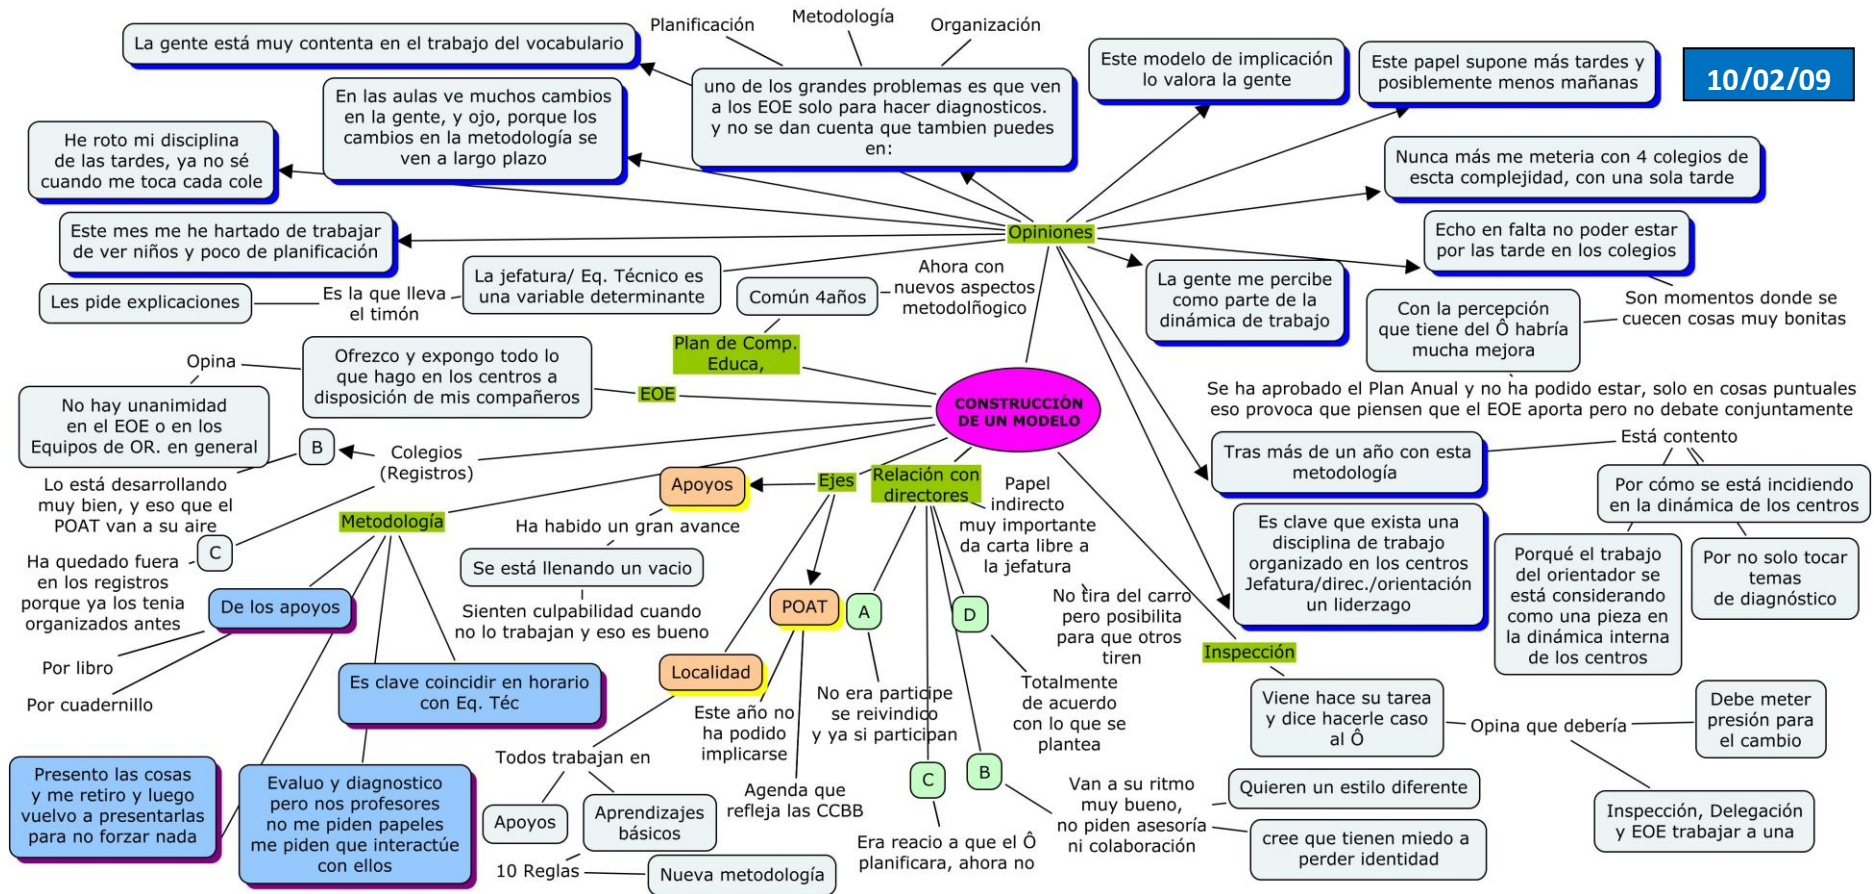 Planificación
Metodología
Organización
10/02/09
La gente está muy contenta en el trabajo del vocabulario
uno de los grandes problemas es que ven
a los EOE solo para hacer diagnosticos.
y no se dan cuenta que tambien puedes
en:
Este modelo de implicación
lo valora la gente
Este papel supone más tardes y
posiblemente menos mañanas
En las aulas ve muchos cambios
en la gente, y ojo, porque los
cambios en la metodología se
ven a largo plazo
He roto mi disciplina
de las tardes, ya no sé
cuando me toca cada cole
Nunca más me meteria con 4 colegios de
escta complejidad, con una sola tarde
Este mes me he hartado de trabajar
de ver niños y poco de planificación
Opiniones
Echo en falta no poder estar
por las tarde en los colegios
La jefatura/ Eq. Técnico es
una variable determinante
Es la que lleva
el timón
Les pide explicaciones
Común 4años
Ahora con
nuevos aspectos
metodolñogico
La gente me percibe
como parte de la
dinámica de trabajo
Con la percepción
que tiene del Ô habría
mucha mejora
Son momentos donde se
cuecen cosas muy bonitas
Plan de Comp.
Educa,
Opina
Ofrezco y expongo todo lo
que hago en los centros a
disposición de mis compañeros
EOE
CONSTRUCCIÓN
DE UN MODELO
Se ha aprobado el Plan Anual y no ha podido estar, solo en cosas puntuales
eso provoca que piensen que el EOE aporta pero no debate conjuntamente
No hay unanimidad
en el EOE o en los
Equipos de OR. en general
B
Colegios
(Registros)
Tras más de un año con esta
metodología
Está contento
Lo está desarrollando
muy bien, y eso que el
POAT van a su aire
Apoyos
Ejes
Relación con
directores
Papel
indirecto
muy importante
da carta libre a
la jefatura
Por cómo se está incidiendo
en la dinámica de los centros
Metodología
Ha habido un gran avance
Es clave que exista una
disciplina de trabajo
organizado en los centros
Jefatura/direc./orientación
un liderzago
Porqué el trabajo
del orientador se
está considerando
como una pieza en
la dinámica interna
de los centros
Por no solo tocar
temas
de diagnóstico
C
Ha quedado fuera
en los registros
porque ya los tenia
organizados antes
Se está llenando un vacio
De los apoyos
Sienten culpabilidad cuando
no lo trabajan y eso es bueno
POAT
A
D
No tira del carro
pero posibilita
para que otros
tiren
Inspección
Por libro
Por cuadernillo
Es clave coincidir en horario
con Eq. Téc
Localidad
Este año no
ha podido
implicarse
No era participe
se reivindico
y ya si participan
Totalmente
de acuerdo
con lo que se
plantea
Viene hace su tarea
y dice hacerle caso
al Ô
Opina que debería
Debe meter
presión para
el cambio
Todos trabajan en
Presento las cosas
y me retiro y luego
vuelvo a presentarlas
para no forzar nada
Evaluo y diagnostico
pero nos profesores
no me piden papeles
me piden que interactúe
con ellos
Apoyos
Aprendizajes
básicos
Agenda que
refleja las CCBB
C
B
Van a su ritmo
muy bueno,
no piden asesoría
ni colaboración
Quieren un estilo diferente
cree que tienen miedo a
perder identidad
Inspección, Delegación
y EOE trabajar a una
10 Reglas
Nueva metodología
Era reacio a que el Ô
planificara, ahora no